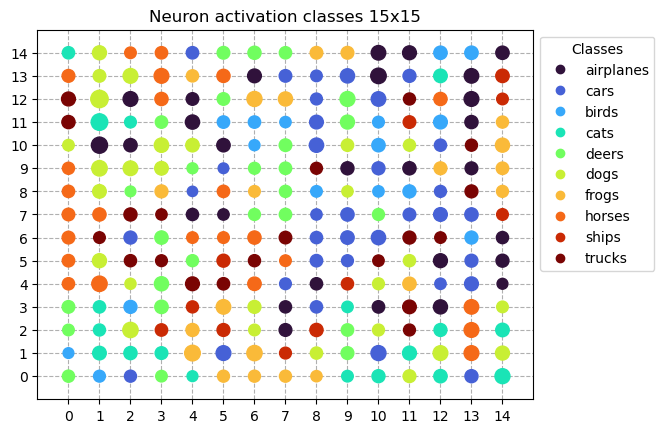 Neuron activation classes 15x15
14
13
12
11
10
9
8
7
6
5
4
3
2
1
0
0 1 2 3 4 5 6 7 8 9 10 11 12 13 14
Classes
airplanes
cars
birds
cats
deers
dogs
frogs
horses
ships
trucks